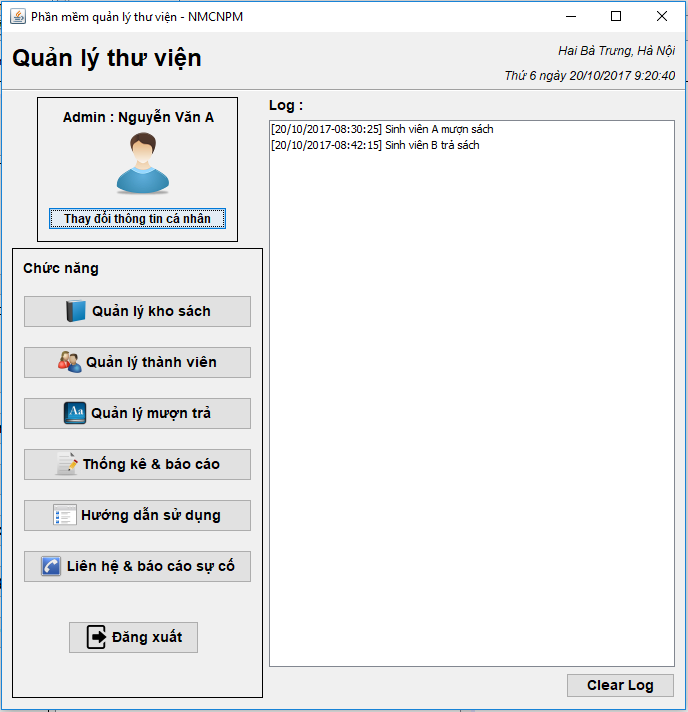 Phần mềm quản lý thư viện - NMCNPM
Quản lý thư viện
Hai Bà Trưng, Hà Nội
Thứ 6 ngày 20/10/2017 9:20:40
Admin : Nguyễn Văn A
Thay đổi thông tin cá nhân
Chức năng
Quản lý kho sách
Quản lý thành viên
Aa
Quản lý mượn trả
Thống kê & báo cáo
Hướng dẫn sử dụng
Liên hệ & báo cáo sự cố
Đăng xuất
Log :
[20/10/2017-08:30:25] Sinh viên A mượn sách
[20/10/2017-08:42:15] Sinh viên B trả sách
Clear Log